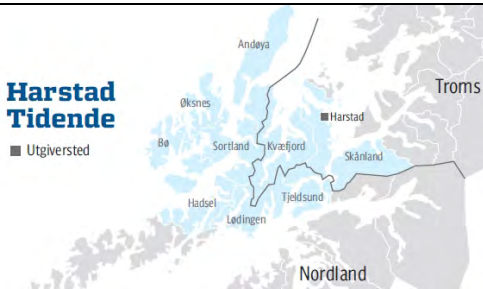 Andøya
Harstad
Tidende
Utgiversted
Øksnes
Troms
Harstad
Bø
Sortland
Kvæfjord
Skånland
Hadsel
Tjeldsund
Lødingen
Nordland